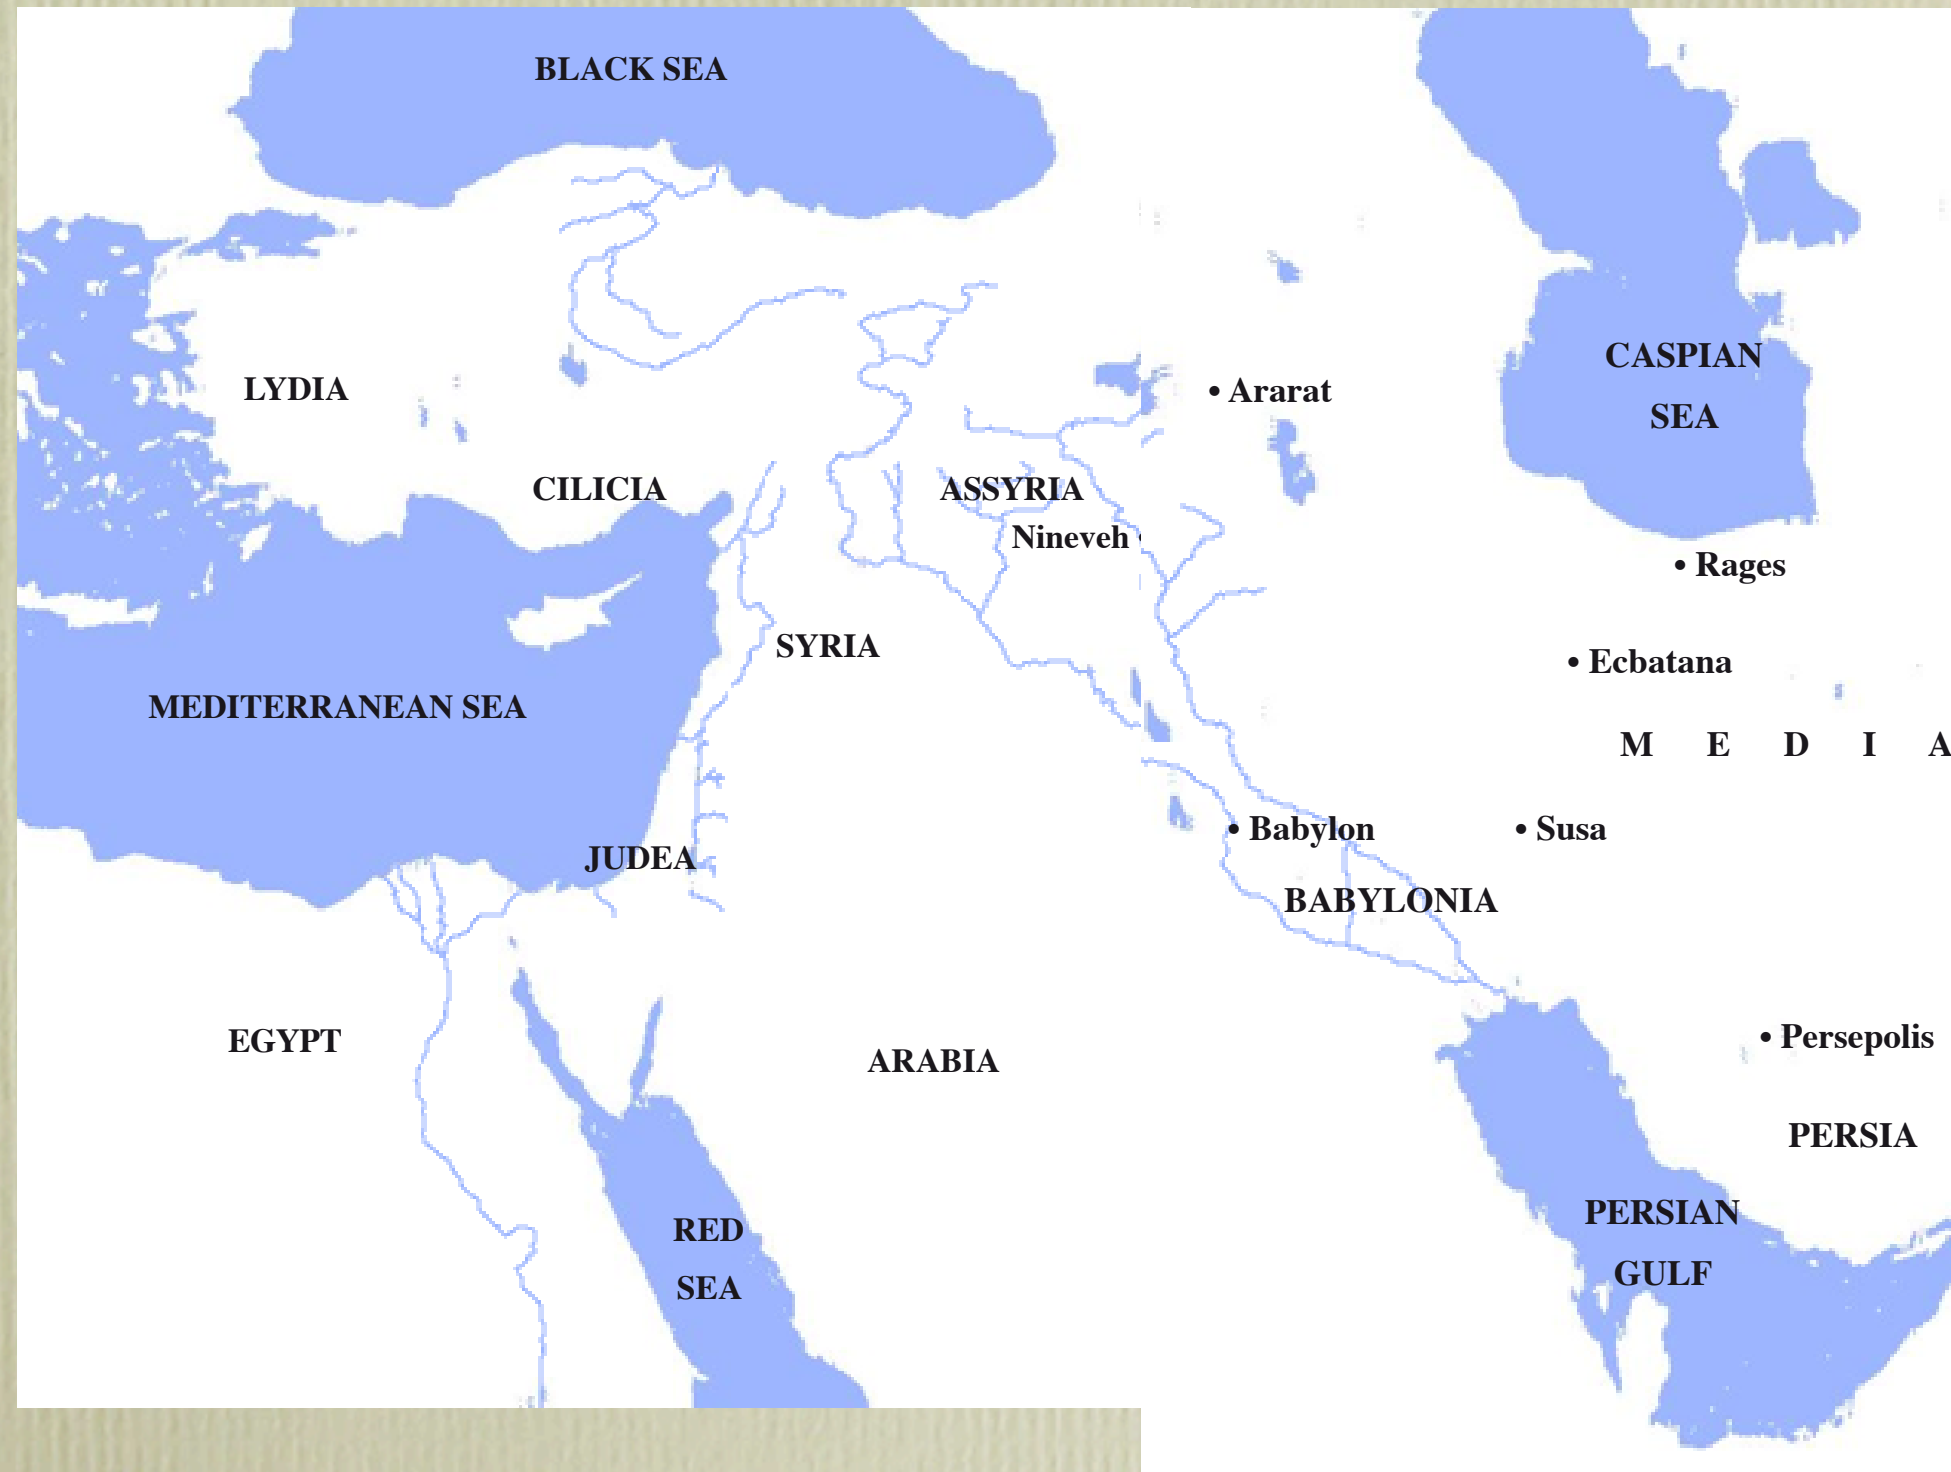 BLACK SEA
CASPIAN
SEA
LYDIA
• Ararat
CILICIA
ASSYRIA
Nineveh •
• Rages
SYRIA
• Ecbatana
MEDITERRANEAN SEA
M E D I A
• Babylon
• Susa
JUDEA
BABYLONIA
EGYPT
ARABIA
• Persepolis
PERSIA
RED
SEA
PERSIAN
GULF